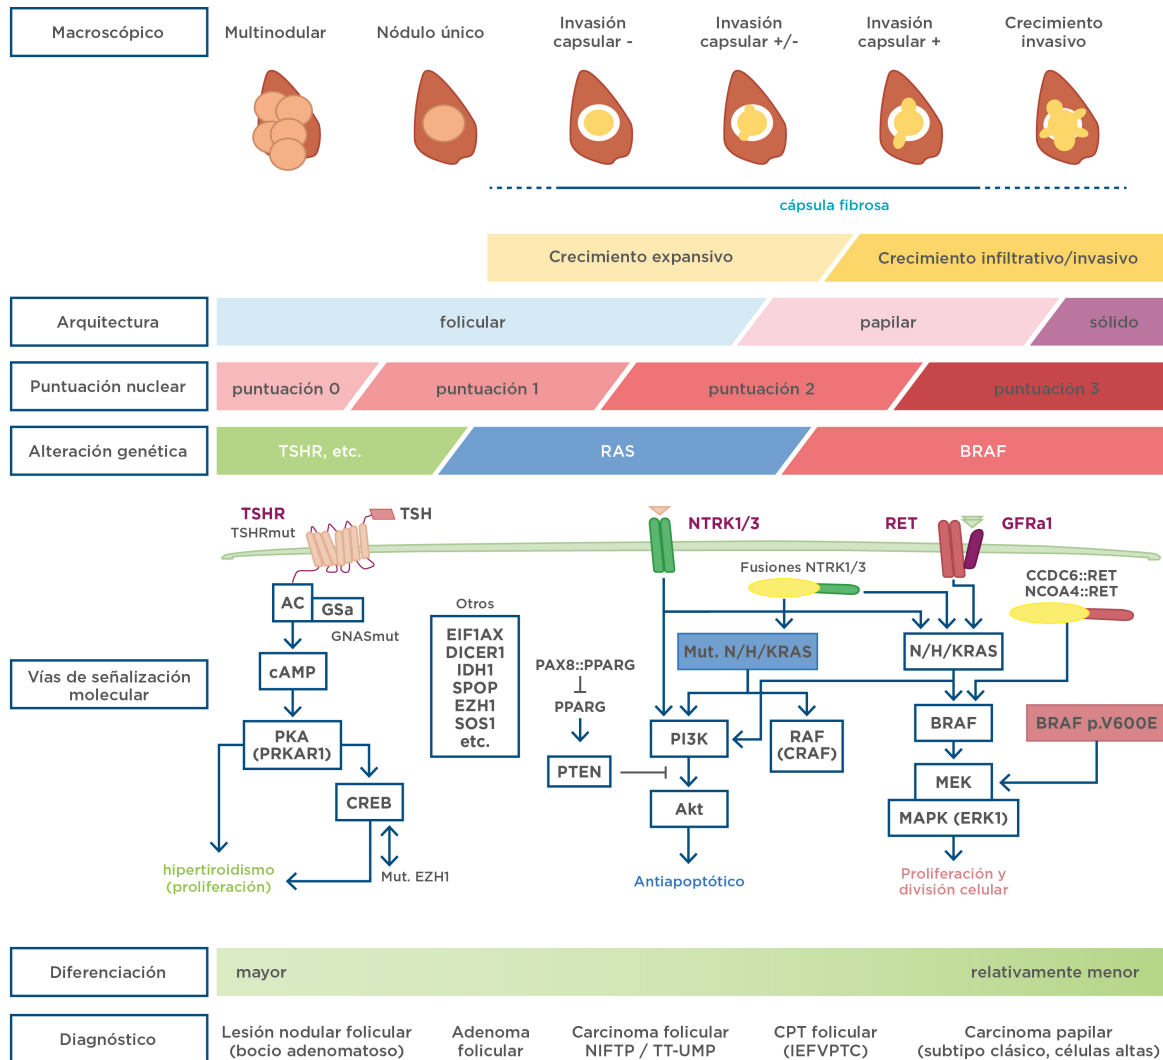 Macroscópico
Multinodular
Nódulo único
Invasión
capsular -
Invasión
capsular +/-
Invasión
capsular +
Crecimiento
invasivo
cápsula fibrosa
Crecimiento expansivo
Crecimiento infiltrativo/invasivo
Arquitectura
folicular
papilar
sólido
Puntuación nuclear
puntuación 0
puntuación 1
puntuación 2
puntuación 3
Alteración genética
TSHR, etc.
RAS
BRAF
Vías de señalización
molecular
TSHR
TSHRmut
TSH
AC
GSa
GNASmut
cAMP
PKA
(PRKAR1)
CREB
hipertiroidismo
(proliferación)
Mut. EZH1
Otros
EIF1AX
DICER1
IDH1
SPOP
EZH1
SOS1
etc.
PAX8::PPARG
PPARG
PTEN
NTRK1/3
Fusiones NTRK1/3
Mut. N/H/KRAS
PI3K
RAF
(CRAF)
Akt
Antiapoptótico
RET
GFRa1
CCDC6::RET
NCOA4::RET
N/H/KRAS
BRAF
BRAF p.V600E
MEK
MAPK (ERK1)
Proliferación y
división celular
Diferenciación
mayor
relativamente menor
Diagnóstico
Lesión nodular folicular
(bocio adenomatoso)
Adenoma
folicular
Carcinoma folicular
NIFTP / TT-UMP
CPT folicular
(IEFVPTC)
Carcinoma papilar
(subtipo clásico, células altas)